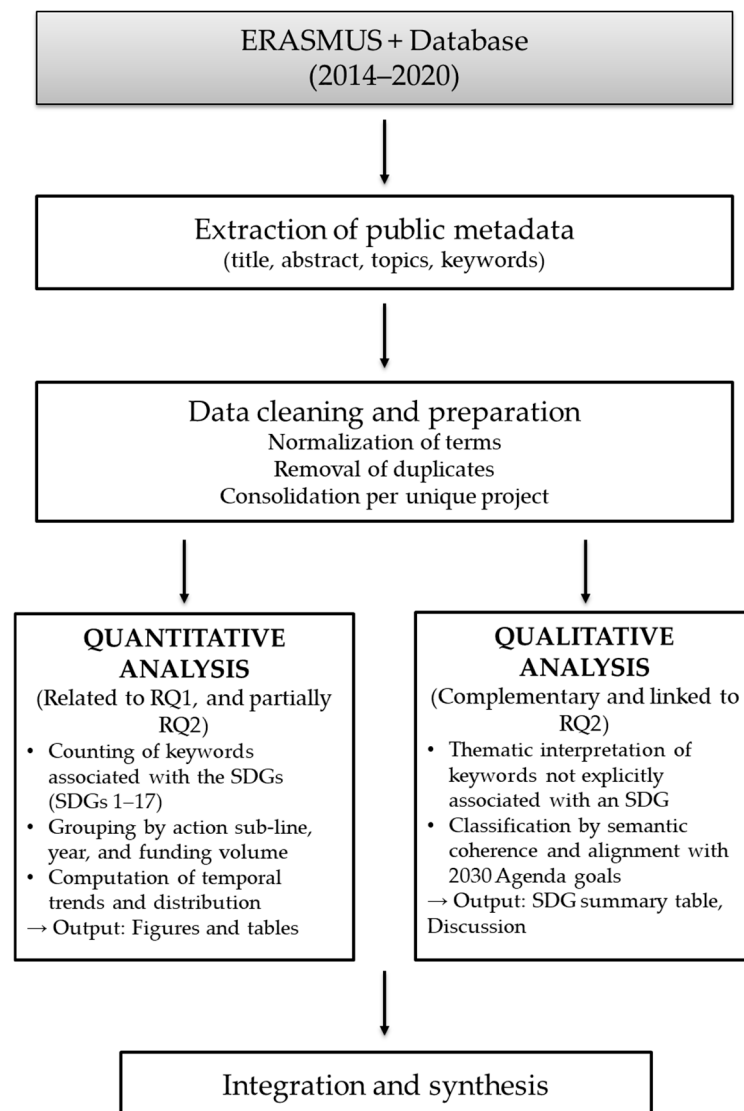 ERASMUS + Database
(2014–2020)
Extraction of public metadata
(title, abstract, topics, keywords)
Data cleaning and preparation
Normalization of terms
Removal of duplicates
Consolidation per unique project
QUANTITATIVE
ANALYSIS
(Related to RQ1, and partially
RQ2)
• Counting of keywords
associated with the SDGs
(SDGs 1–17)
• Grouping by action sub-line,
year, and funding volume
• Computation of temporal
trends and distribution
→ Output: Figures and tables
QUALITATIVE
ANALYSIS
(Complementary and linked to
RQ2)
• Thematic interpretation of
keywords not explicitly
associated with an SDG
• Classification by semantic
coherence and alignment with
2030 Agenda goals
→ Output: SDG summary table,
Discussion
Integration and synthesis